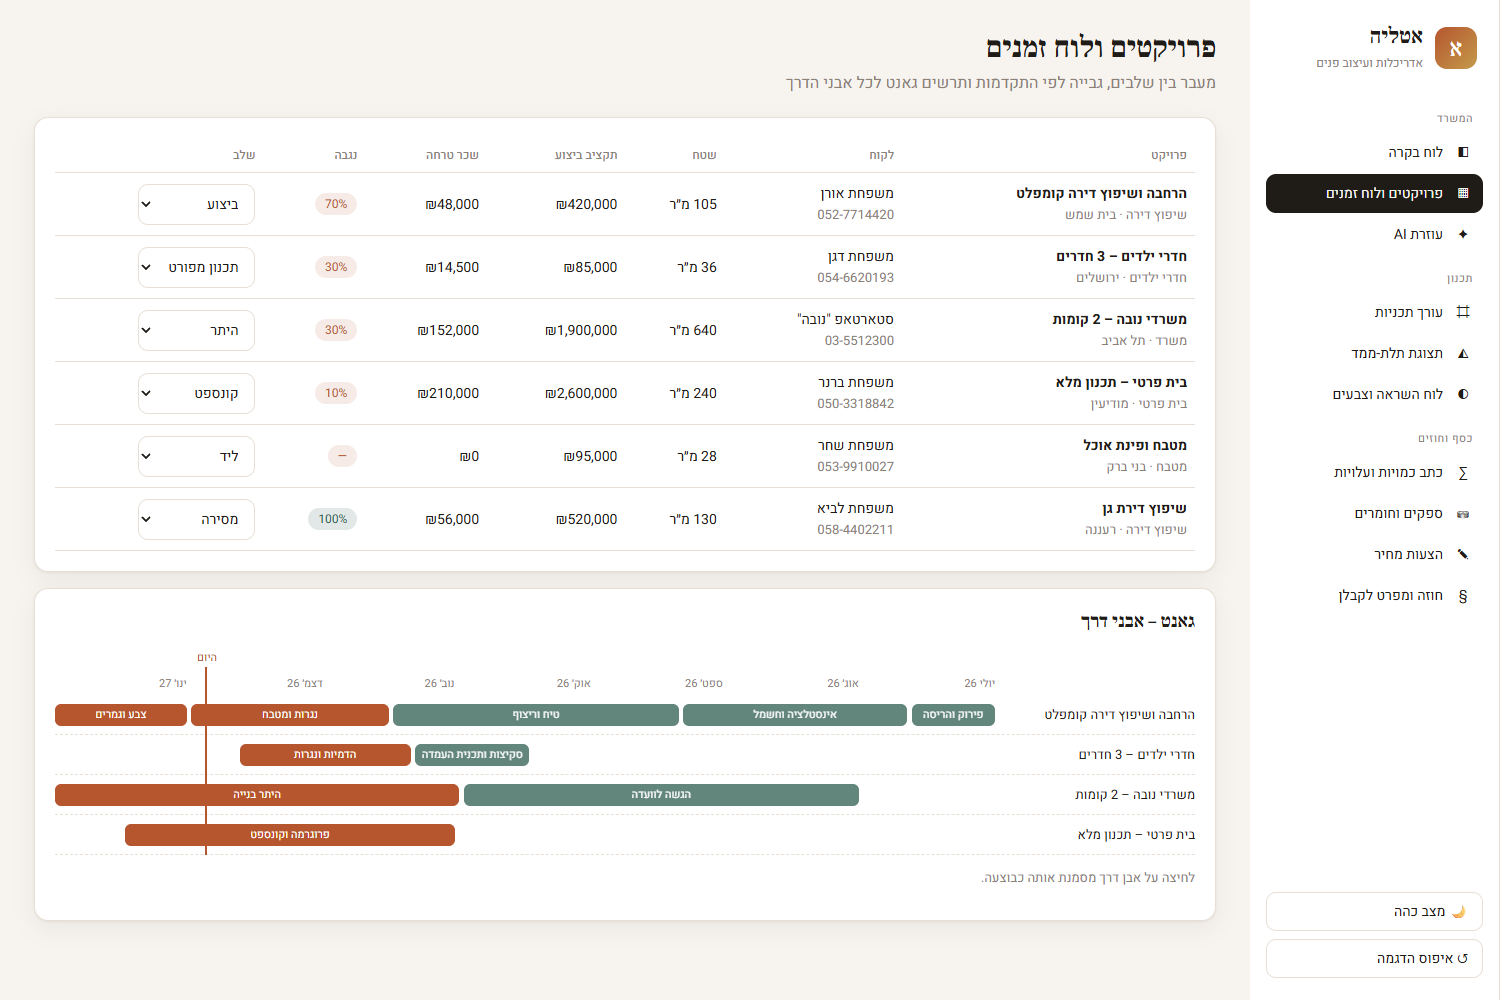 א
אטליה
אדריכלות ועיצוב פנים
המשרד
לוח בקרה
פרויקטים ולוח זמנים
עוזרת AI
תכנון
עורך תכניות
תצוגת תלת-ממד
לוח השראה וצבעים
כסף וחוזים
כתב כמויות ועלויות
ספקים וחומרים
הצעות מחיר
§ חוזה ומפרט לקבלן
מצב כהה
איפוס הדגמה
פרויקטים ולוח זמנים
מעבר בין שלבים, גבייה לפי התקדמות ותרשים גאנט לכל אבני הדרך
פרויקט לקוח שטח תקציב ביצוע שכר טרחה נגבה שלב
הרחבה ושיפוץ דירה קומפלט משפחת אורן 105 מ״ר ₪420,000 ₪48,000 70% ביצוע
שיפוץ דירה · בית שמש 052-7714420
חדרי ילדים – 3 חדרים משפחת דגן 36 מ״ר ₪85,000 ₪14,500 30% תכנון מפורט
חדרי ילדים · ירושלים 054-6620193
משרדי נובה – 2 קומות סטארטאפ "נובה" 640 מ״ר ₪1,900,000 ₪152,000 30% היתר
משרד · תל אביב 03-5512300
בית פרטי – תכנון מלא משפחת ברנר 240 מ״ר ₪2,600,000 ₪210,000 10% קונספט
בית פרטי · מודיעין 050-3318842
מטבח ופינת אוכל משפחת שחר 28 מ״ר ₪95,000 ₪0 — ליד
מטבח · בני ברק 053-9910027
שיפוץ דירת גן משפחת לביא 130 מ״ר ₪520,000 ₪56,000 100% מסירה
שיפוץ דירה · רעננה 058-4402211
גאנט – אבני דרך
היום
יולי 26 אוג׳ 26 ספט׳ 26 אוק׳ 26 נוב׳ 26 דצמ׳ 26 ינו׳ 27
הרחבה ושיפוץ דירה קומפלט פירוק והריסה אינסטלציה וחשמל טיח וריצוף נגרות ומטבח צבע וגמרים
חדרי ילדים – 3 חדרים סקיצות ותכנית העמדה הדמיות ונגרות
משרדי נובה – 2 קומות הגשה לוועדה היתר בנייה
בית פרטי – תכנון מלא פרוגרמה וקונספט
לחיצה על אבן דרך מסמנת אותה כבוצעה.